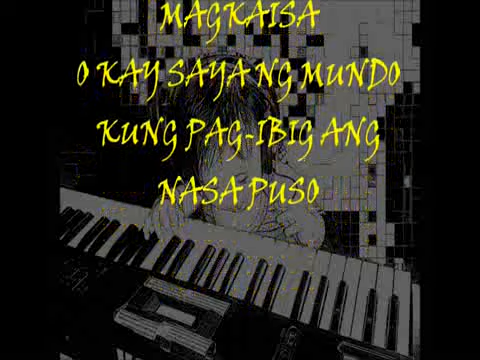 MAGKAISA
O KAY SAYA NG MUNDO
KUNG PAG-IBIG ANG
NASA PUSO